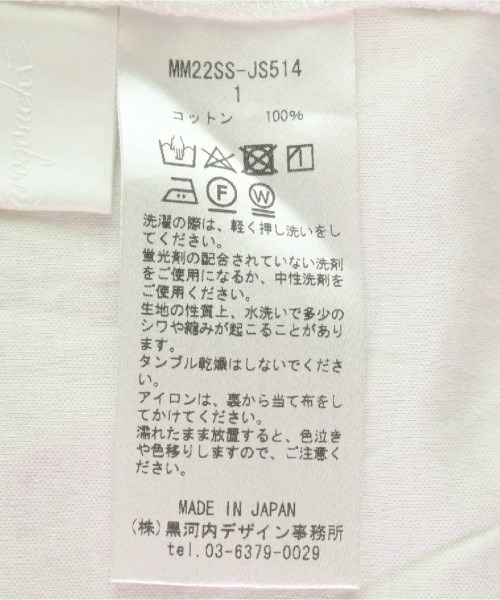 MM22SS-JS514
1
コットン 100%
F
W
洗濯の際は、軽く押し洗いをし
てください。
蛍光剤の配合されていない洗剤
をご使用になるか、中性洗剤を
ご使用ください。
生地の性質上、水洗いで多少の
シワや縮みが起こることがあり
ます。
タンブル乾燥はしないでくださ
い。
アイロンは、裏から当て布をし
てかけてください。
濡れたまま放置すると、色泣き
や色移りしますので、ご注意く
ださい。
MADE IN JAPAN
(株)黒河内デザイン事務所
tel.03-6379-0029